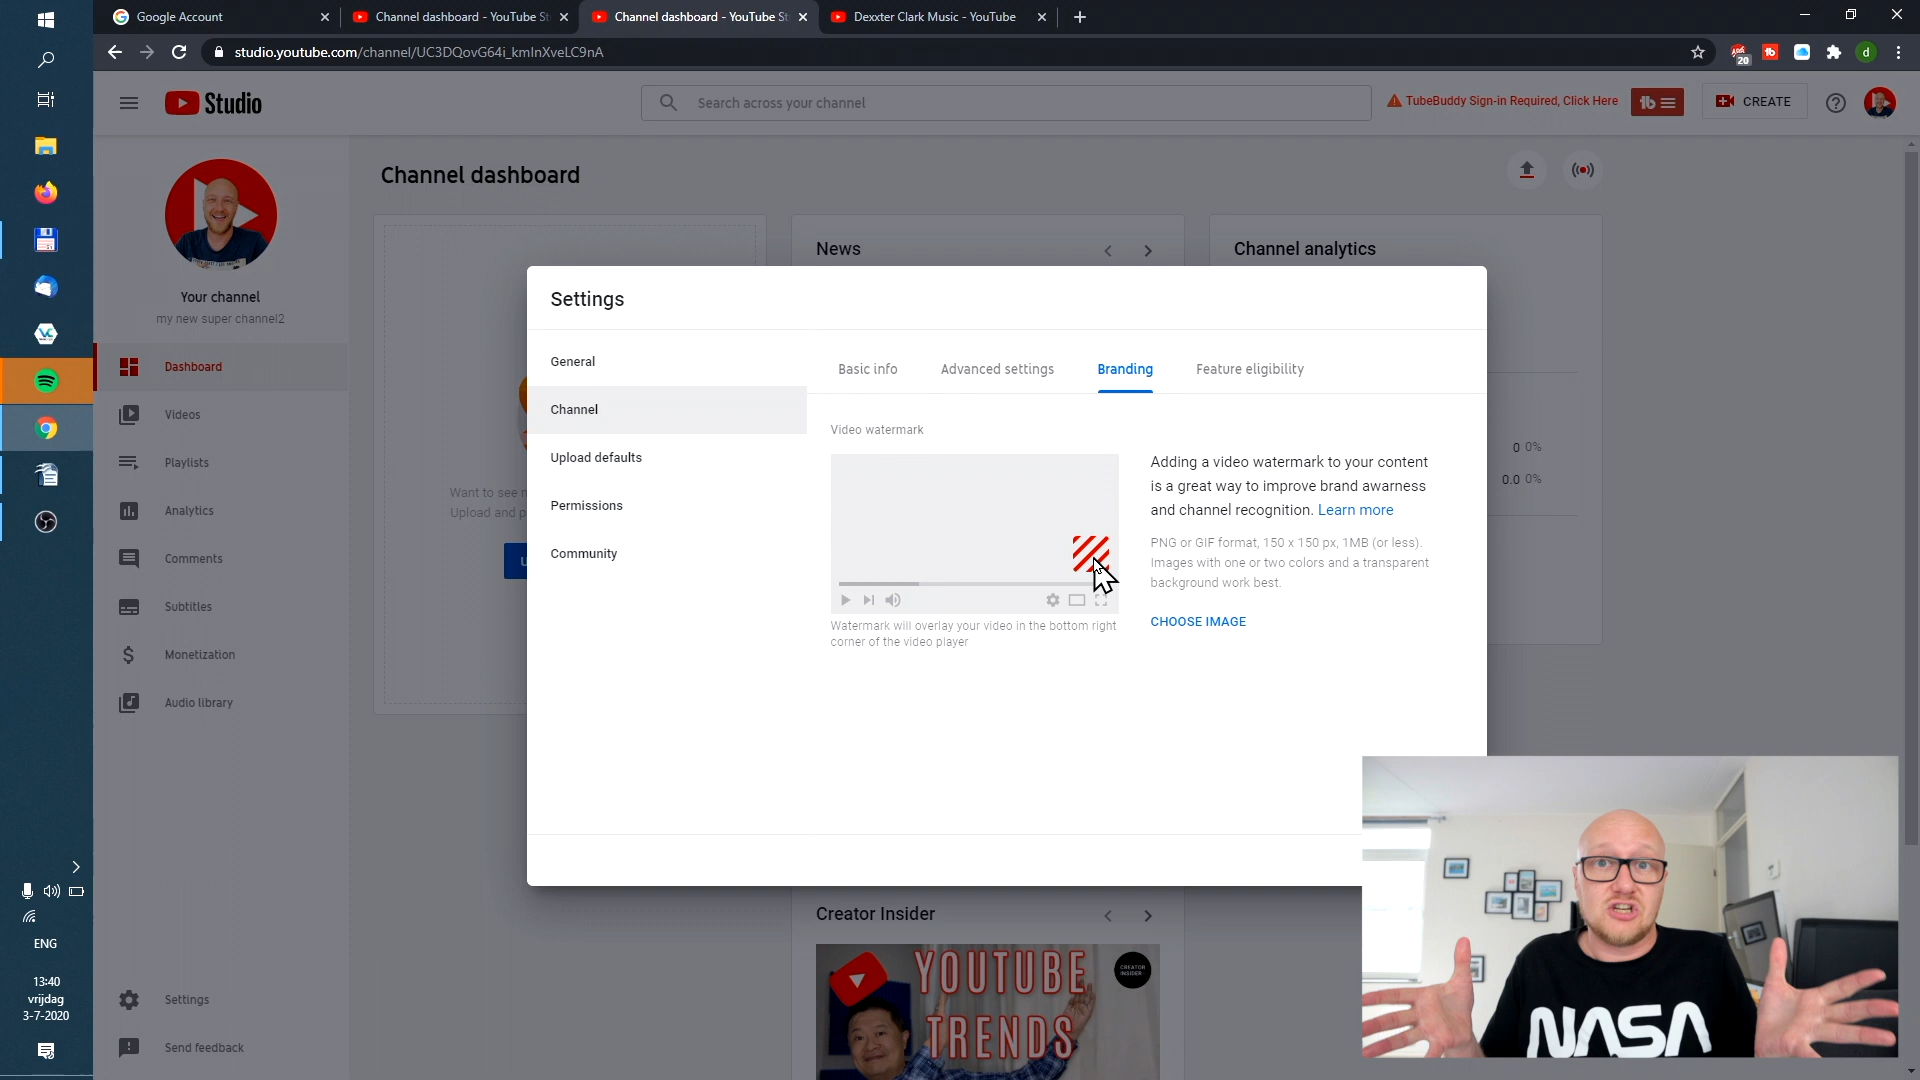 Google Account
Channel dashboard - YouTube St
Channel dashboard - YouTube St
Dexxter Clark Music - YouTube
studio.youtube.com/channel/UC3DQovG64i_kmInXveLC9nA
20
tb
d
Studio
Search across your channel
TubeBuddy Sign-in Required, Click Here
tb
CREATE
Channel dashboard
Your channel
my new super channel2
Dashboard
Videos
Playlists
Analytics
Comments
Subtitles
Monetization
Audio library
Settings
Send feedback
News
Channel analytics
Want to see
Upload and p
U
0 0%
0.0 0%
Settings
General
Channel
Upload defaults
Permissions
Community
Basic info
Advanced settings
Branding
Feature eligibility
Video watermark
Watermark will overlay your video in the bottom right
corner of the video player
Adding a video watermark to your content
is a great way to improve brand awarness
and channel recognition. Learn more
PNG or GIF format, 150 x 150 px, 1MB (or less).
Images with one or two colors and a transparent
background work best.
CHOOSE IMAGE
Creator Insider
YOUTUBE
TRENDS
CREATOR
INSIDER
NASA
ENG
13:40
vrijdag
3-7-2020